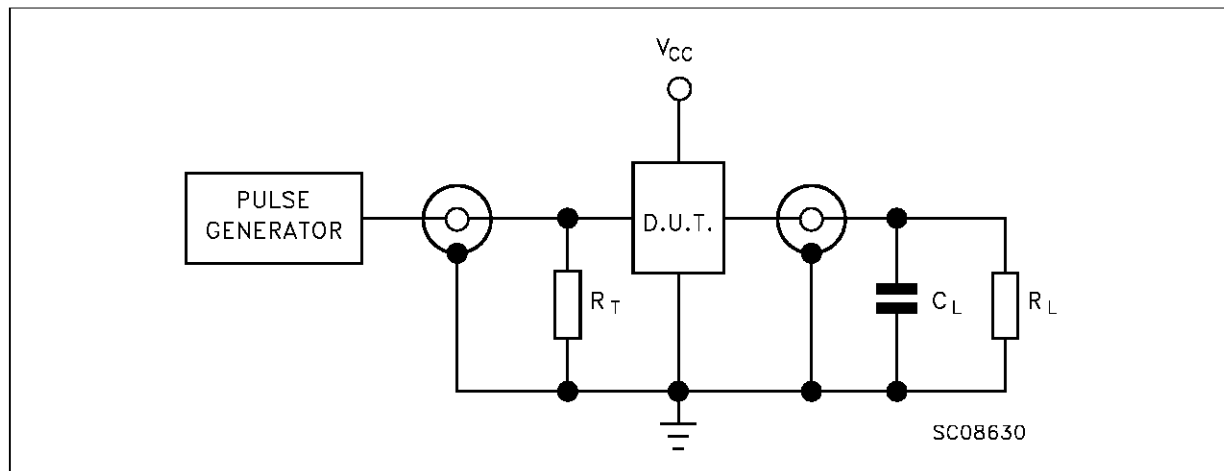 VCC
PULSE
GENERATOR
D.U.T.
RT
CL
RL
SC08630